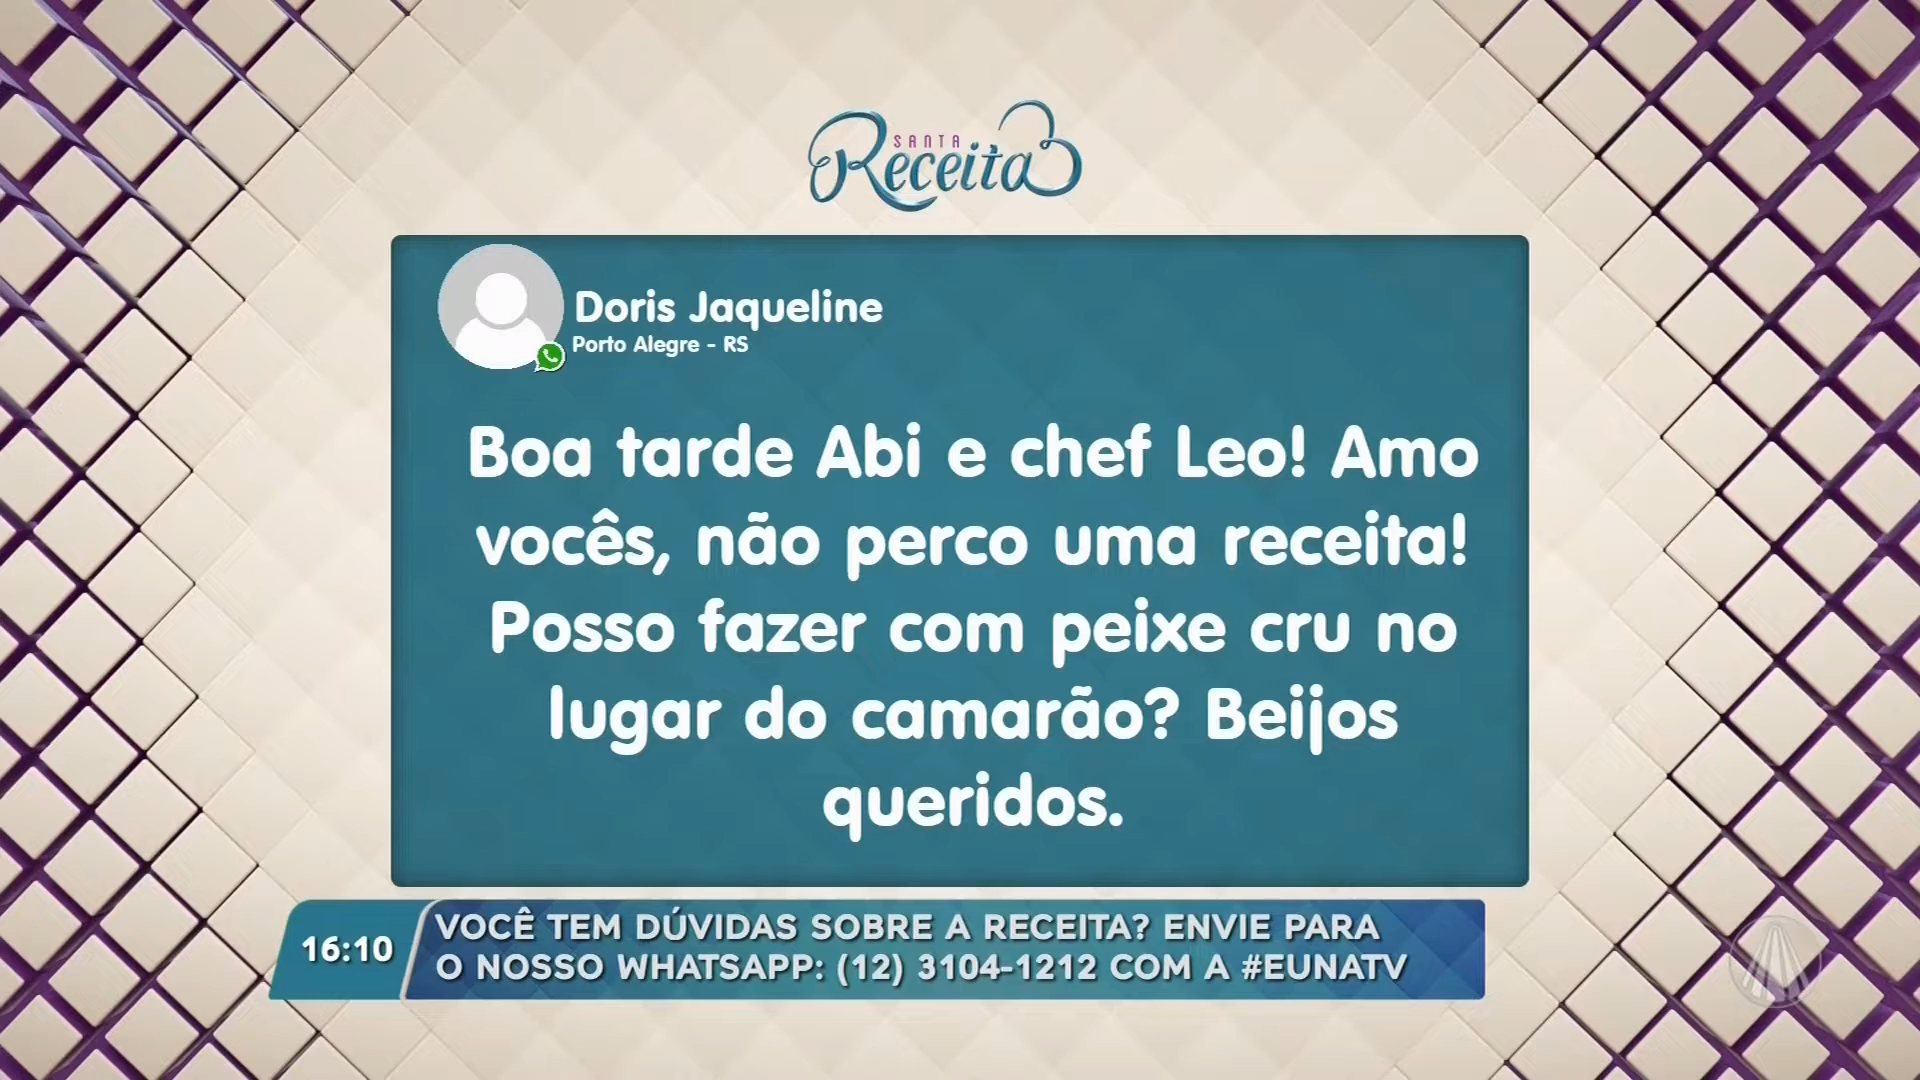 SANTA
Receita
Doris Jaqueline
Porto Alegre - RS
Boa tarde Abi e chef Leo! Amo
vocês, não perco uma receita!
Posso fazer com peixe cru no
lugar do camarão? Beijos
queridos.
16:10
VOCÊ TEM DÚVIDAS SOBRE A RECEITA? ENVIE PARA
O NOSSO WHATSAPP: (12) 3104-1212 COM A #EUNATV